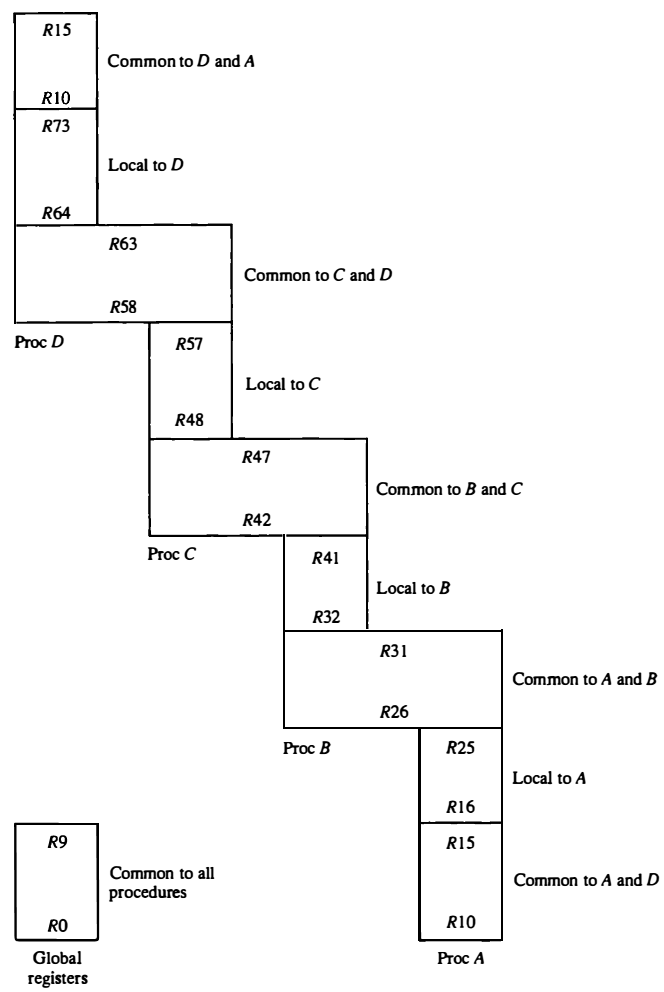 R15
Common to D and A
R10
R73
Local to D
R64
R63
Common to C and D
R58
Proc D
R57
Local to C
R48
R47
Common to B and C
R42
Proc C
R41
Local to B
R32
R31
Common to A and B
R26
Proc B
R25
Local to A
R16
R9
Common to all
procedures
R0
Global
registers
R15
Common to A and D
R10
Proc A